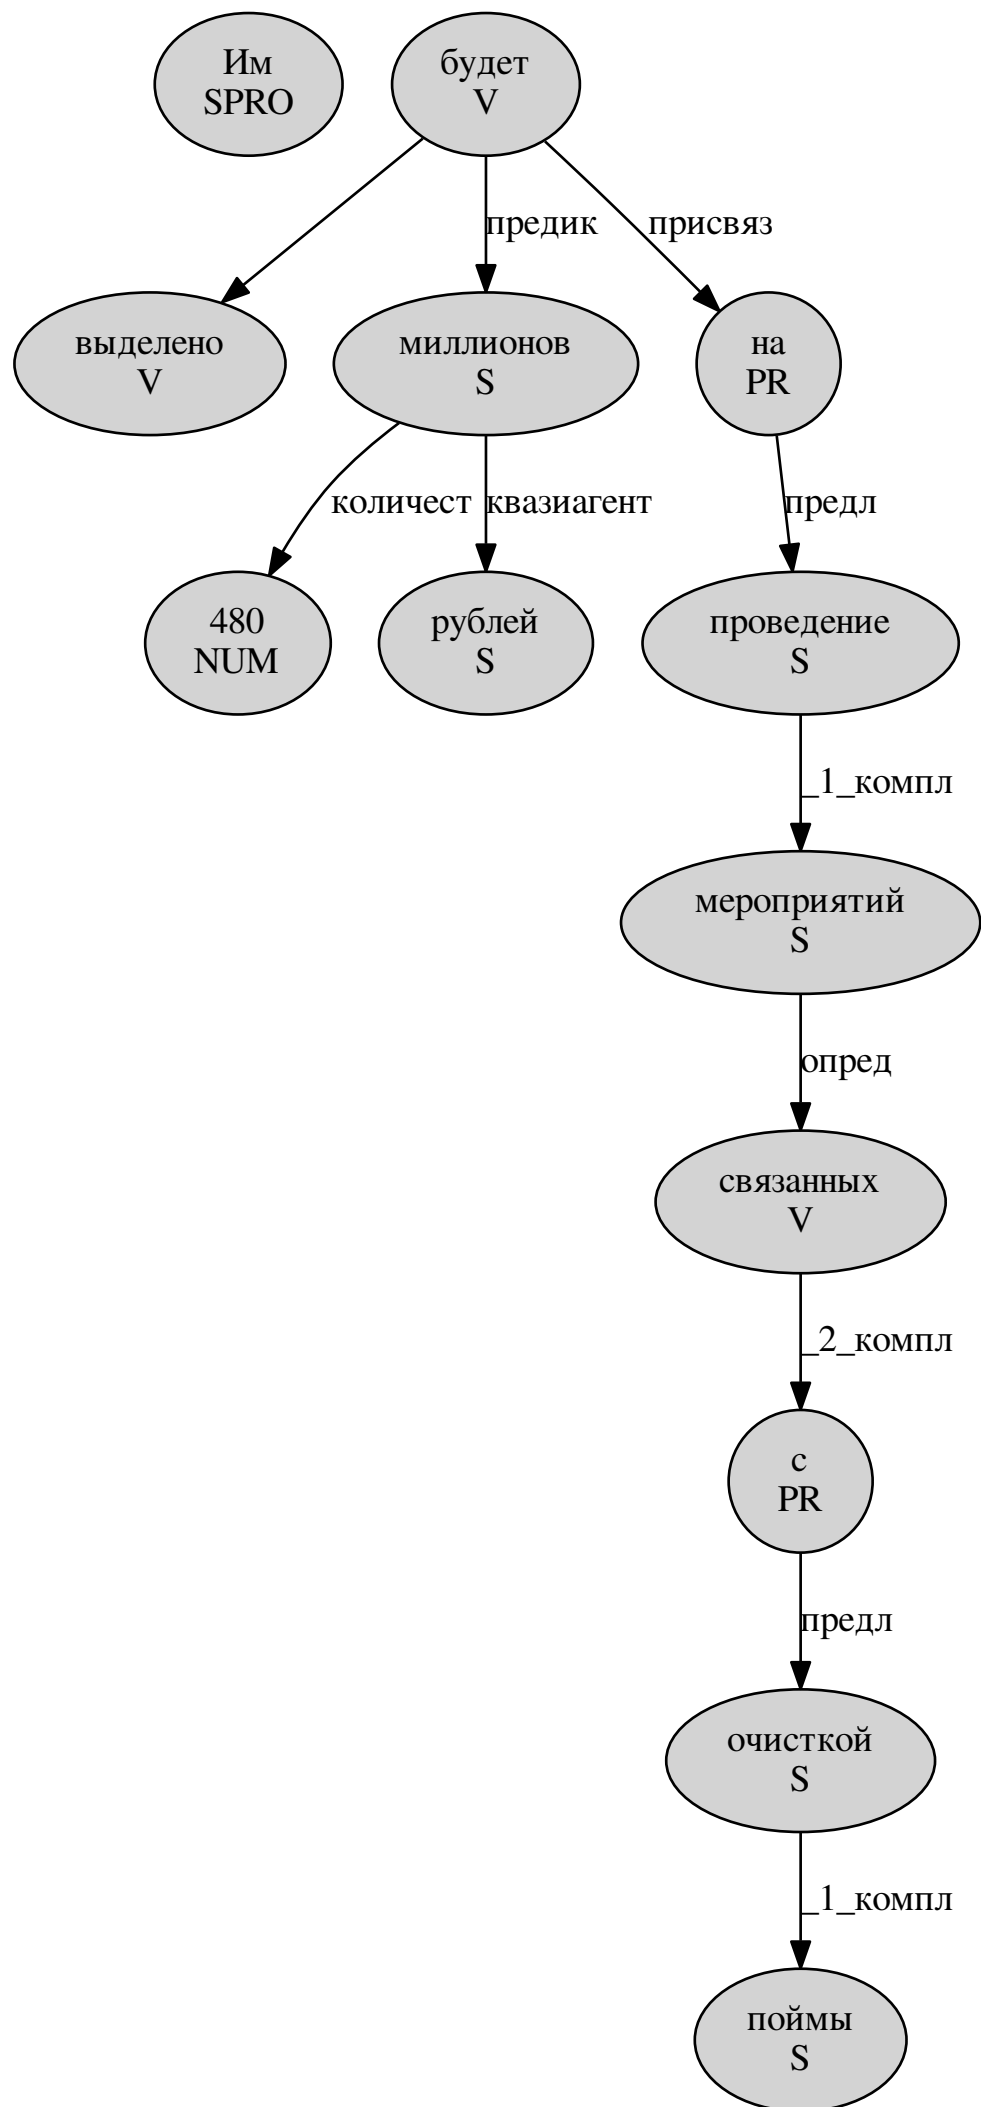 Им
SPRO
будет
V
предик
присвяз
выделено
V
миллионов
S
на
PR
количест
квазиагент
предл
480
NUM
рублей
S
проведение
S
_1_компл
мероприятий
S
опред
связанных
V
_2_компл
с
PR
предл
очисткой
S
_1_компл
поймы
S